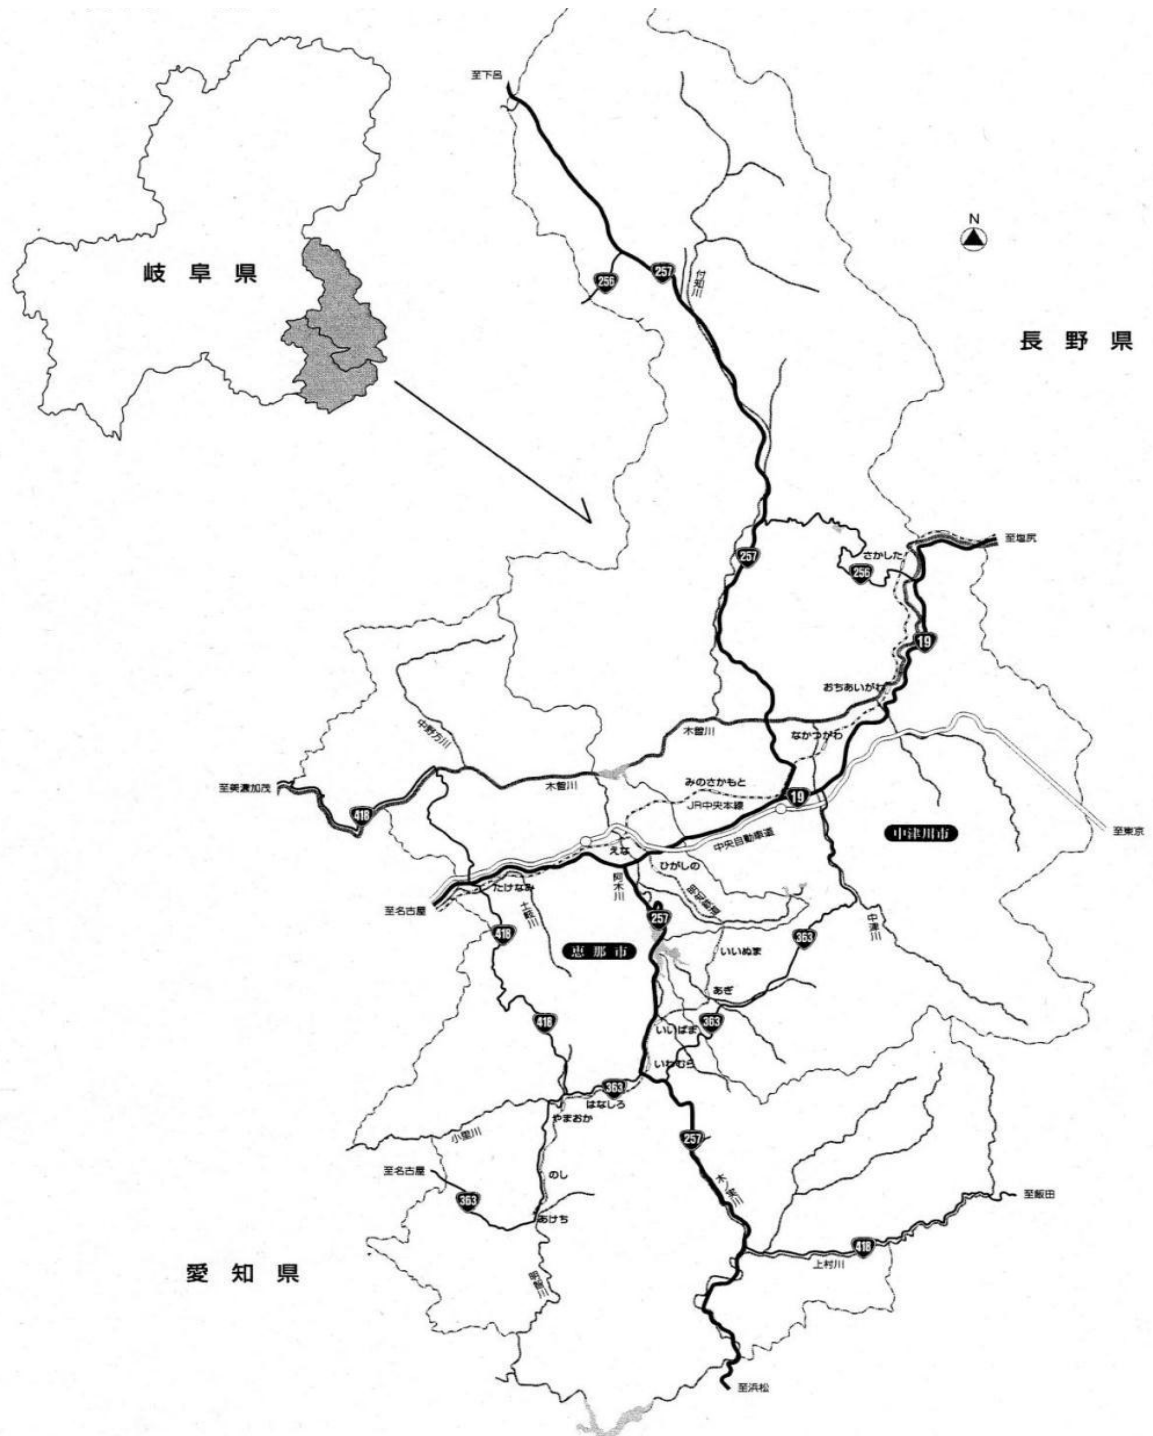 至下呂
N
岐阜県
256
257
付知川
長野県
至塩尻
257
さかした
256
19
おちあいがわ
中野方川
木曽川
なかつがわ
至美濃加茂
木曽川
みのさかもと
19
JR中央本線
418
至東京
中津川市
中央自動車道
えな
ひがしの
阿木川
たけなみ
至名古屋
土岐川
257
中津川
418
恵那市
363
いいぬま
あぎ
418
363
いいばま
いわむら
363
はなしろ
やまおか
小里川
257
至名古屋
のし
363
至飯田
あけち
418
上村川
愛知県
明智川
至浜松